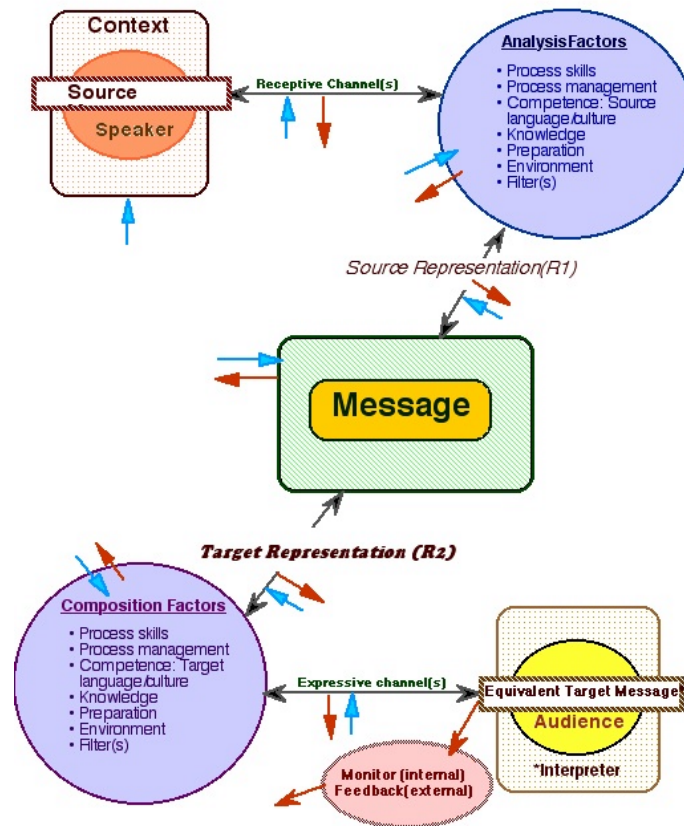 Context
Source
Speaker
Receptive Channel(s)
Analysis Factors
• Process skills
• Process management
• Competence: Source
language/culture
• Knowledge
• Preparation
• Environment
• Filter(s)
Source Representation(R1)
Message
Target Representation (R2)
Composition Factors
• Process skills
• Process management
• Competence: Target
language/culture
• Knowledge
• Preparation
• Environment
• Filter(s)
Expressive channel(s)
Equivalent Target Message
Audience
*Interpreter
Monitor (internal)
Feedback(external)